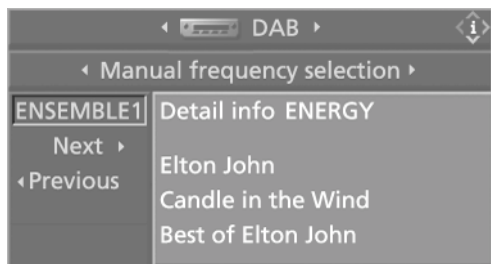 DAB
Manual frequency selection
ENSEMBLE1
Next
Previous
Detail info ENERGY
Elton John
Candle in the Wind
Best of Elton John